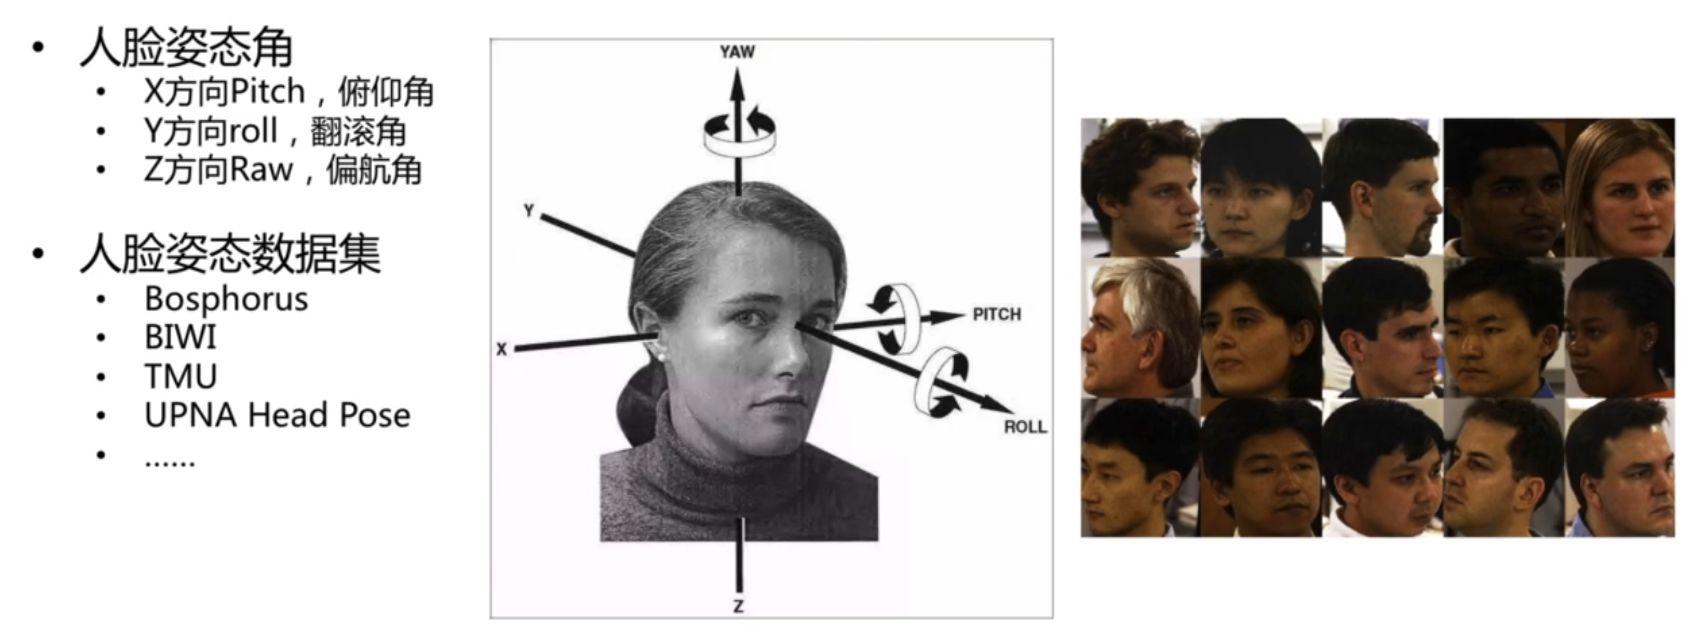 • 人脸姿态角
• X方向Pitch，俯仰角
• Y方向roll，翻滚角
• Z方向Raw，偏航角
• 人脸姿态数据集
• Bosphorus
• BIWI
• TMU
• UPNA Head Pose
• ......
YAW
Y
PITCH
X
ROLL
Z